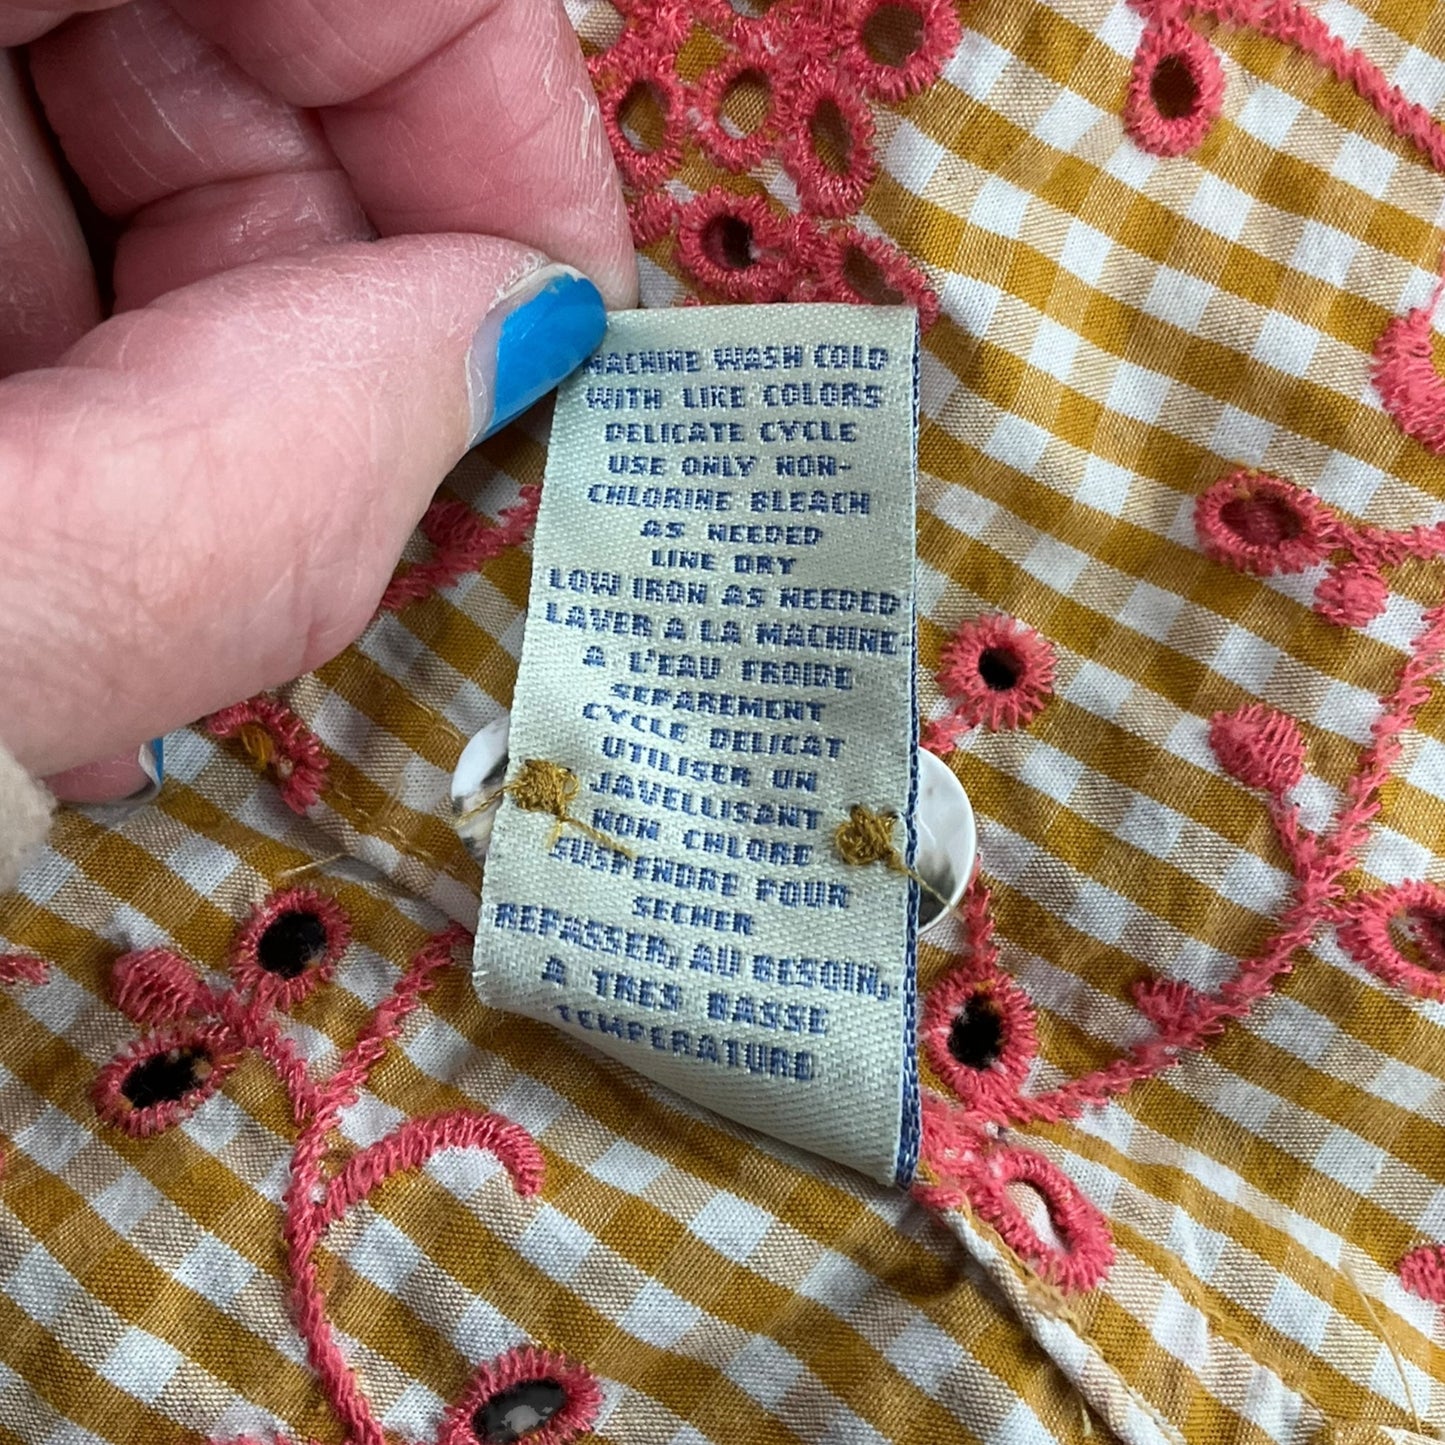 MACHINE WASH COLD
WITH LIKE COLORS
DELICATE CYCLE
USE ONLY NON-
CHLORINE BLEACH
AS NEEDED
LINE DRY
LOW IRON AS NEEDED
LAVER A LA MACHINE-
A L'EAU FROIDE
SEPAREMENT
CYCLE DELICAT
UTILISER UN
JAVELLISANT
NON CHLORE
SUSPENDRE POUR
SECHER
REPASSER, AU BESOIN,
A TRES BASSE
TEMPERATURE